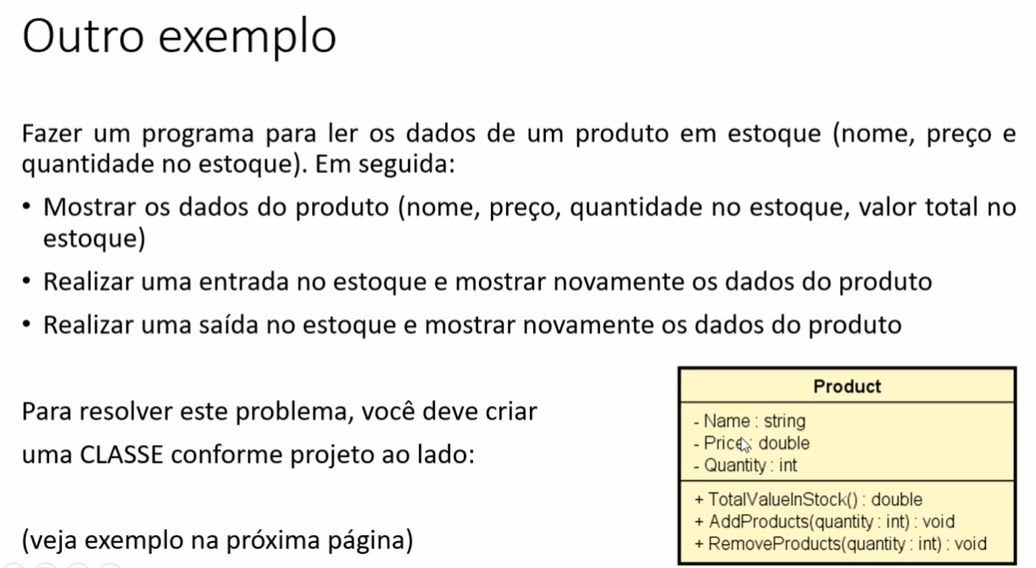 Outro exemplo
Fazer um programa para ler os dados de um produto em estoque (nome, preço e
quantidade no estoque). Em seguida:
• Mostrar os dados do produto (nome, preço, quantidade no estoque, valor total no
estoque)
• Realizar uma entrada no estoque e mostrar novamente os dados do produto
• Realizar uma saída no estoque e mostrar novamente os dados do produto
Para resolver este problema, você deve criar
uma CLASSE conforme projeto ao lado:
(veja exemplo na próxima página)
Product
- Name : string
- Price : double
- Quantity : int
+ TotalValueInStock() : double
+ AddProducts(quantity : int) : void
+ RemoveProducts(quantity : int) : void